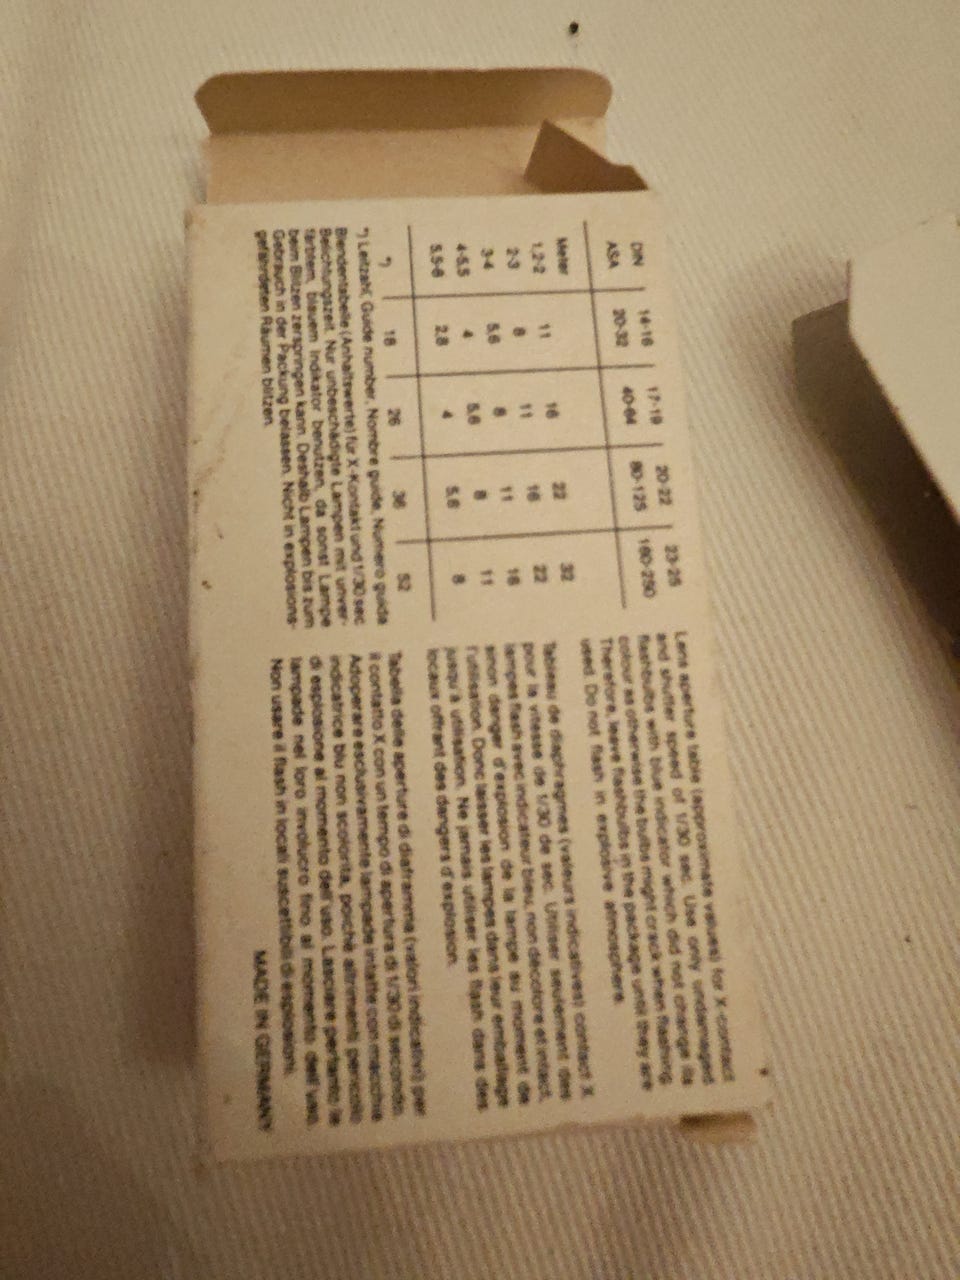 DIN 14-16 17-19 20-22 23-25
ASA 20-32 40-64 80-125 160-250
Meter
1,2-2 11 16 22 32
2-3 8 11 16 22
3-4 5,6 8 11 16
4-5,5 4 5,6 8 11
5,5-8 2,8 4 5,6 8
*) 18 26 36 52
*) Leitzahl, Guide number, Nombre guide, Numero guida
Blendentabelle (Anhaltswerte) für X-Kontakt und 1/30 sec
Belichtungszeit. Nur unbeschädigte Lampen mit unver-
färbtem, blauem Indikator benutzen, da sonst Lampe
beim Blitzen zerspringen kann. Deshalb Lampen bis zum
Gebrauch in der Packung belassen. Nicht in explosions-
gefährdeten Räumen blitzen.
Lens aperture table (approximate values) for X-contact
and shutter speed of 1/30 sec. Use only undamaged
flashbulbs with blue indicator which did not change its
colour as otherwise the bulbs might crack when flashing.
Therefore, leave flashbulbs in the package until they are
used. Do not flash in explosive atmosphere.
Tableau de diaphragmes (valeurs indicatives) contact X
pour la vitesse de 1/30 de sec. Utiliser seulement des
lampes flash avec indicateur bleu, non décoloré et intact,
sinon danger d'explosion de la lampe au moment de
l'utilisation. Donc laisser les lampes dans leur emballage
jusqu'à utilisation. Ne jamais utiliser les flash dans des
locaux offrant des dangers d'explosion.
Tabella delle aperture di diaframma (valori indicativi) per
il contatto X con un tempo di apertura di 1/30 di secondo.
Adoperare esclusivamente lampade intatte con macchia
indicatrice blu non scolorita, poichè altrimenti pericolo
di esplosione al momento dell'uso. Lasciare pertanto le
lampade nel loro involucro fino al momento dell'uso.
Non usare il flash in locali suscettibili di esplosioni.
MADE IN GERMANY